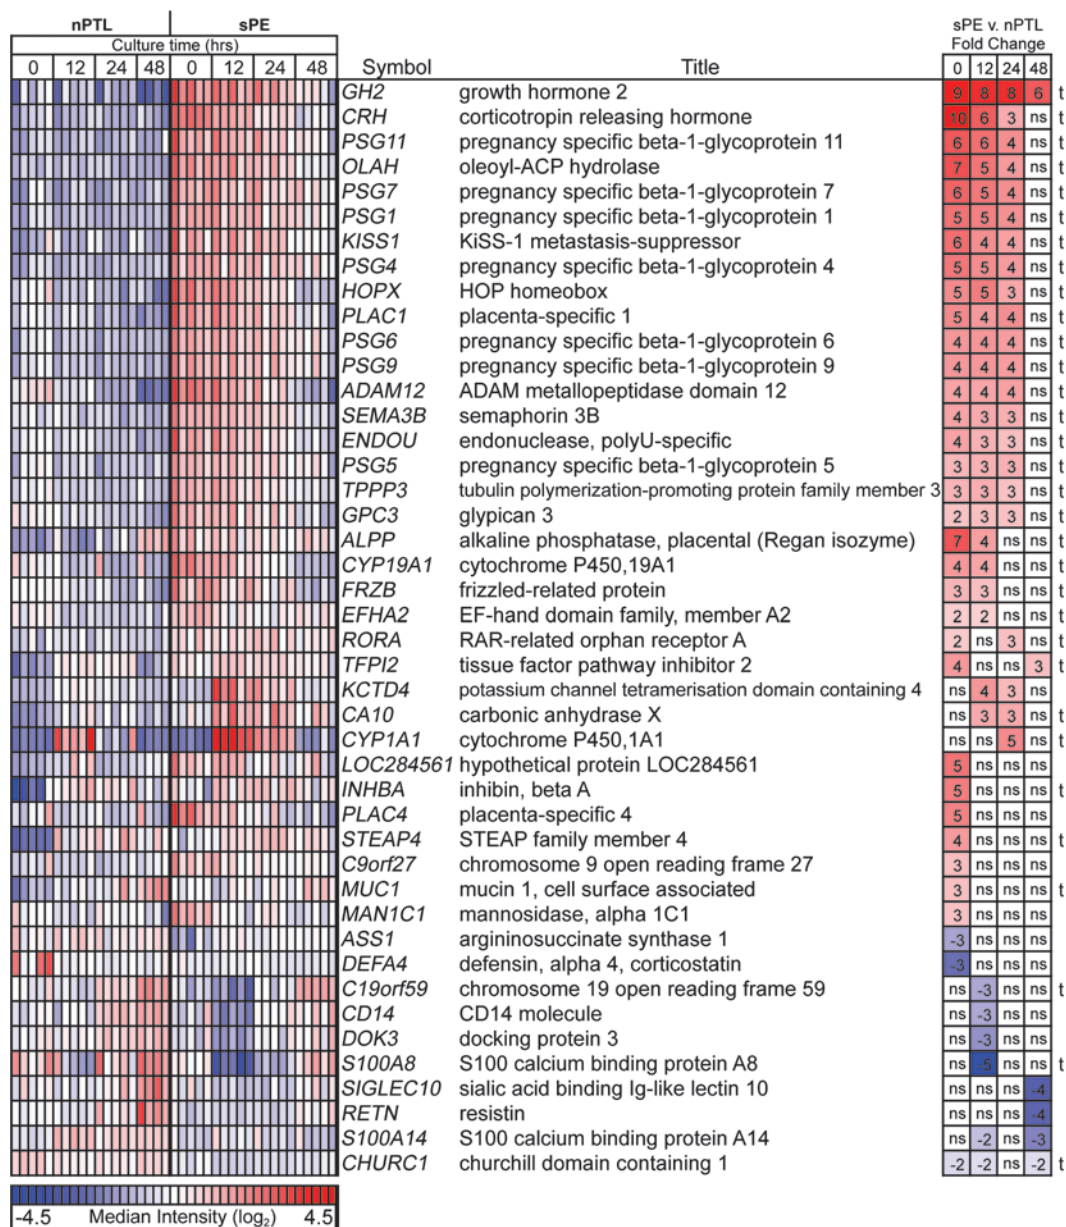 nPTL sPE sPE v. nPTL
Culture time (hrs) Fold Change
0 12 24 48 0 12 24 48 Symbol Title 0 12 24 48
GH2 growth hormone 2 9 8 8 6 t
CRH corticotropin releasing hormone 10 6 3 ns t
PSG11 pregnancy specific beta-1-glycoprotein 11 6 6 4 ns t
OLAH oleoyl-ACP hydrolase 7 5 4 ns t
PSG7 pregnancy specific beta-1-glycoprotein 7 6 5 4 ns t
PSG1 pregnancy specific beta-1-glycoprotein 1 5 5 4 ns t
KISS1 KiSS-1 metastasis-suppressor 6 4 4 ns t
PSG4 pregnancy specific beta-1-glycoprotein 4 5 5 4 ns t
HOPX HOP homeobox 5 5 3 ns t
PLAC1 placenta-specific 1 5 4 4 ns t
PSG6 pregnancy specific beta-1-glycoprotein 6 4 4 4 ns t
PSG9 pregnancy specific beta-1-glycoprotein 9 4 4 4 ns t
ADAM12 ADAM metallopeptidase domain 12 4 4 4 ns t
SEMA3B semaphorin 3B 4 3 3 ns t
ENDOU endonuclease, polyU-specific 4 3 3 ns t
PSG5 pregnancy specific beta-1-glycoprotein 5 3 3 3 ns t
TPPP3 tubulin polymerization-promoting protein family member 3 3 3 3 ns t
GPC3 glypican 3 2 3 3 ns t
ALPP alkaline phosphatase, placental (Regan isozyme) 7 4 ns ns t
CYP19A1 cytochrome P450,19A1 4 4 ns ns t
FRZB frizzled-related protein 3 3 ns ns t
EFHA2 EF-hand domain family, member A2 2 2 ns ns t
RORA RAR-related orphan receptor A 2 ns 3 ns t
TFPI2 tissue factor pathway inhibitor 2 4 ns ns 3 t
KCTD4 potassium channel tetramerisation domain containing 4 ns 4 3 ns
CA10 carbonic anhydrase X ns 3 3 ns t
CYP1A1 cytochrome P450,1A1 ns ns 5 ns t
LOC284561 hypothetical protein LOC284561 5 ns ns ns
INHBA inhibin, beta A 5 ns ns ns t
PLAC4 placenta-specific 4 5 ns ns ns
STEAP4 STEAP family member 4 4 ns ns ns t
C9orf27 chromosome 9 open reading frame 27 3 ns ns ns
MUC1 mucin 1, cell surface associated 3 ns ns ns t
MAN1C1 mannosidase, alpha 1C1 3 ns ns ns
ASS1 argininosuccinate synthase 1 -3 ns ns ns
DEFA4 defensin, alpha 4, corticostatin -3 ns ns ns
C19orf59 chromosome 19 open reading frame 59 ns -3 ns ns t
CD14 CD14 molecule ns -3 ns ns
DOK3 docking protein 3 ns -3 ns ns
S100A8 S100 calcium binding protein A8 ns -5 ns ns t
SIGLEC10 sialic acid binding Ig-like lectin 10 ns ns ns -4
RETN resistin ns ns ns -4
S100A14 S100 calcium binding protein A14 ns -2 ns -3
CHURC1 churchill domain containing 1 -2 -2 ns -2 t
-4.5 Median Intensity (log2) 4.5